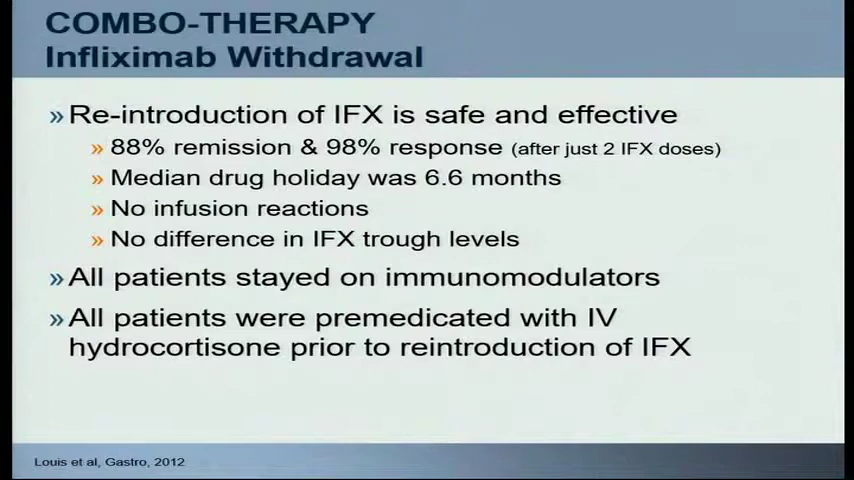 COMBO-THERAPY
Infliximab Withdrawal
» Re-introduction of IFX is safe and effective
» 88% remission & 98% response (after just 2 IFX doses)
» Median drug holiday was 6.6 months
» No infusion reactions
» No difference in IFX trough levels
» All patients stayed on immunomodulators
» All patients were premedicated with IV
hydrocortisone prior to reintroduction of IFX
Louis et al, Gastro, 2012